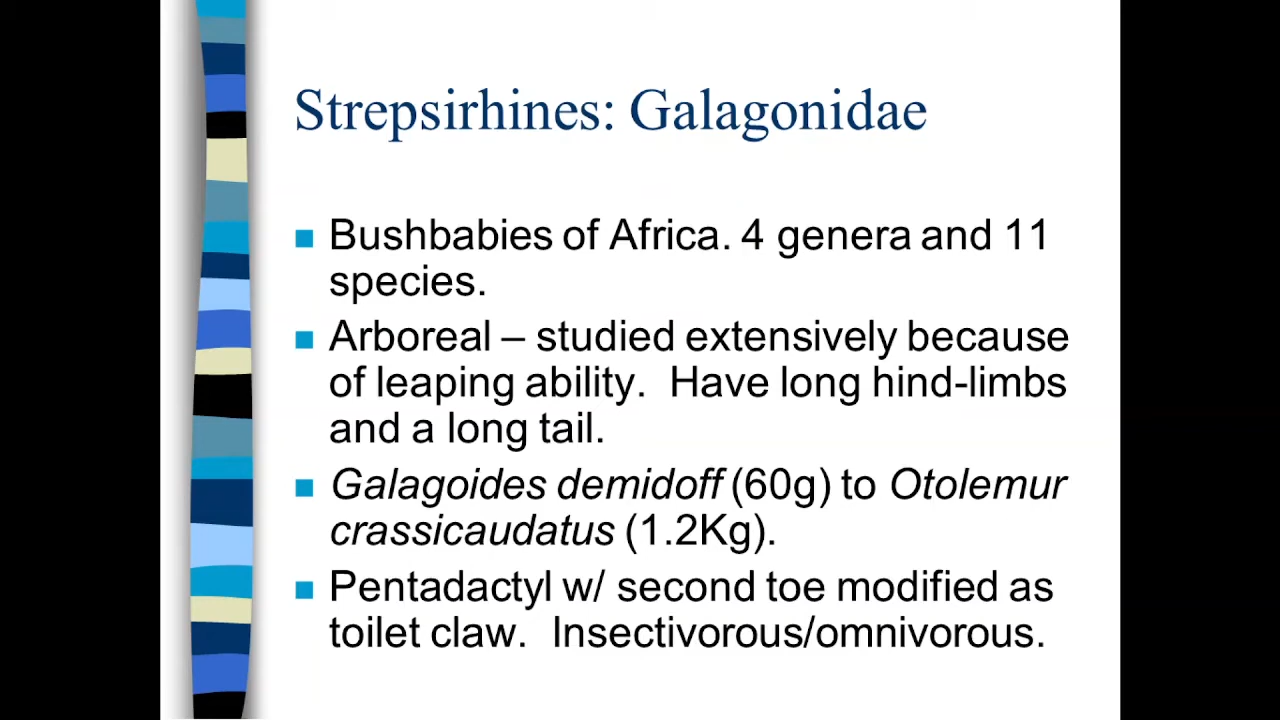 Strepsirhines: Galagonidae
Bushbabies of Africa. 4 genera and 11
species.
Arboreal – studied extensively because
of leaping ability.  Have long hind-limbs
and a long tail.
Galagoides demidoff (60g) to Otolemur
crassicaudatus (1.2Kg).
Pentadactyl w/ second toe modified as
toilet claw.  Insectivorous/omnivorous.